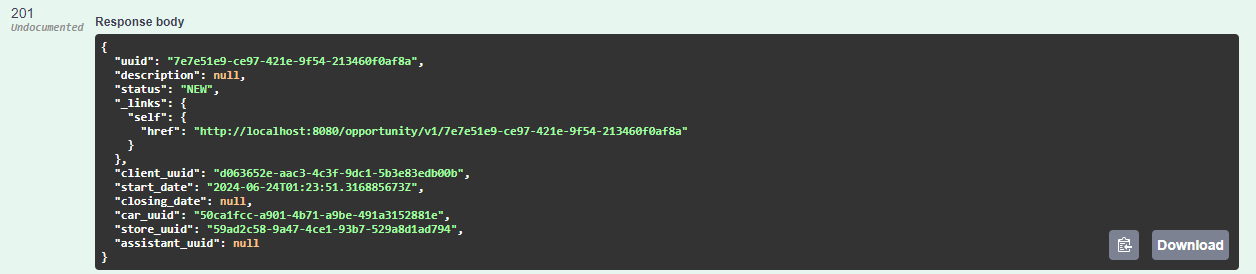 201
Undocumented
Response body
{
  "uuid": "7e7e51e9-ce97-421e-9f54-213460f0af8a",
  "description": null,
  "status": "NEW",
  "_links": {
    "self": {
      "href": "http://localhost:8080/opportunity/v1/7e7e51e9-ce97-421e-9f54-213460f0af8a"
    }
  },
  "client_uuid": "d063652e-aac3-4c3f-9dc1-5b3e83edb00b",
  "start_date": "2024-06-24T01:23:51.316885673Z",
  "closing_date": null,
  "car_uuid": "50ca1fcc-a901-4b71-a9be-491a3152881e",
  "store_uuid": "59ad2c58-9a47-4ce1-93b7-529a8d1ad794",
  "assistant_uuid": null
}
Download